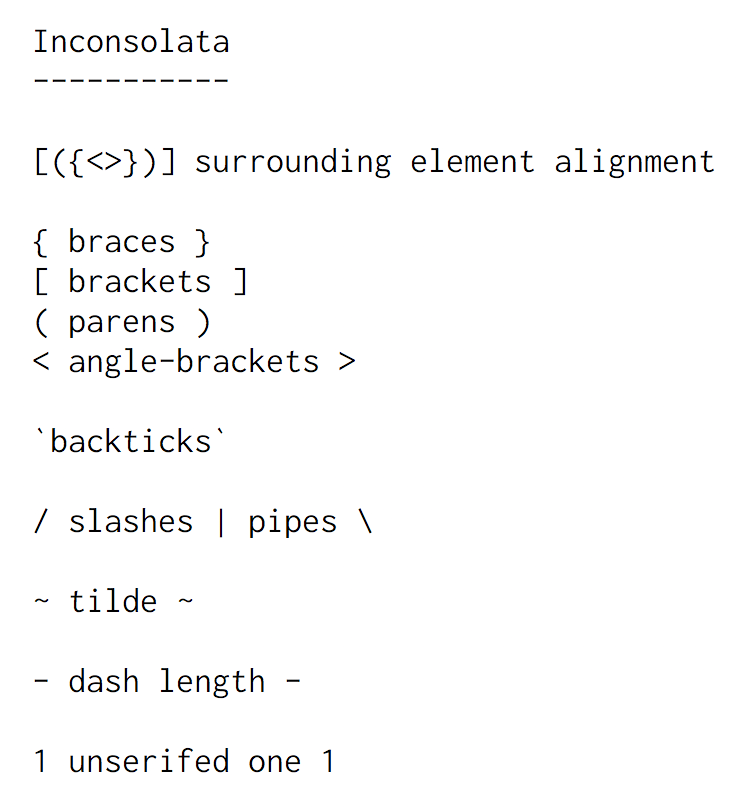 Inconsolata
-----------
[({<>})] surrounding element alignment
{ braces }
[ brackets ]
( parens )
< angle-brackets >
`backticks`
/ slashes | pipes \
~ tilde ~
- dash length -
1 unserifed one 1